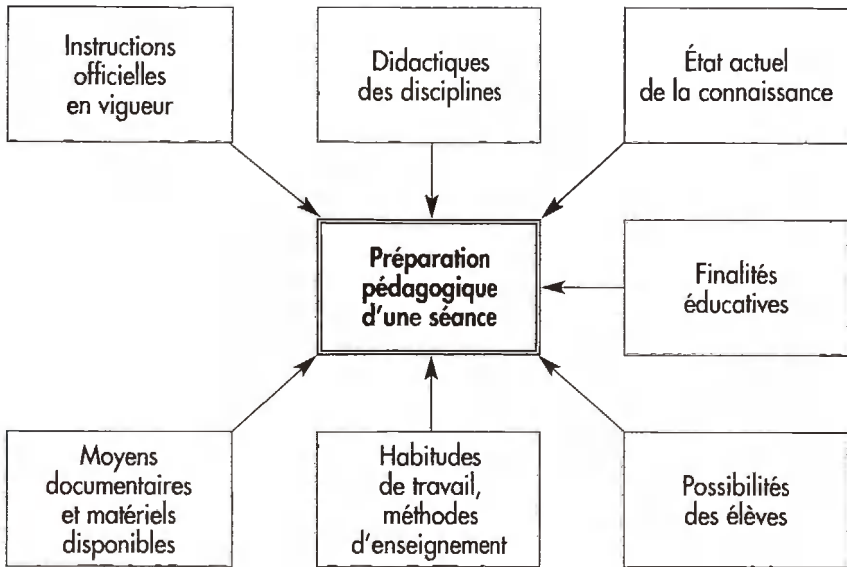 Instructions
officielles
en vigueur
Didactiques
des disciplines
État actuel
de la connaissance
Préparation
pédagogique
d'une séance
Finalités
éducatives
Moyens
documentaires
et matériels
disponibles
Habitudes
de travail,
méthodes
d'enseignement
Possibilités
des élèves